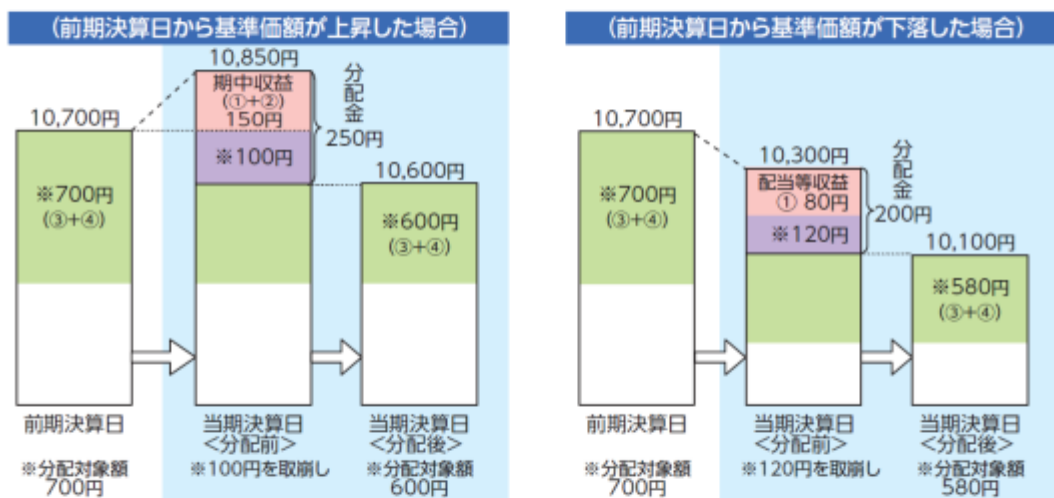 (前期決算日から基準価額が上昇した場合)
10,700円
※700円
(③+④)
10,850円
期中収益
(①+②)
150円
※100円
分配金
250円
10,600円
※600円
(③+④)
前期決算日
当期決算日
<分配前>
当期決算日
<分配後>
※分配対象額
700円
※100円を取崩し
※分配対象額
600円
(前期決算日から基準価額が下落した場合)
10,700円
※700円
(③+④)
10,300円
配当等収益
① 80円
※120円
分配金
200円
10,100円
※580円
(③+④)
前期決算日
当期決算日
<分配前>
当期決算日
<分配後>
※分配対象額
700円
※120円を取崩し
※分配対象額
580円